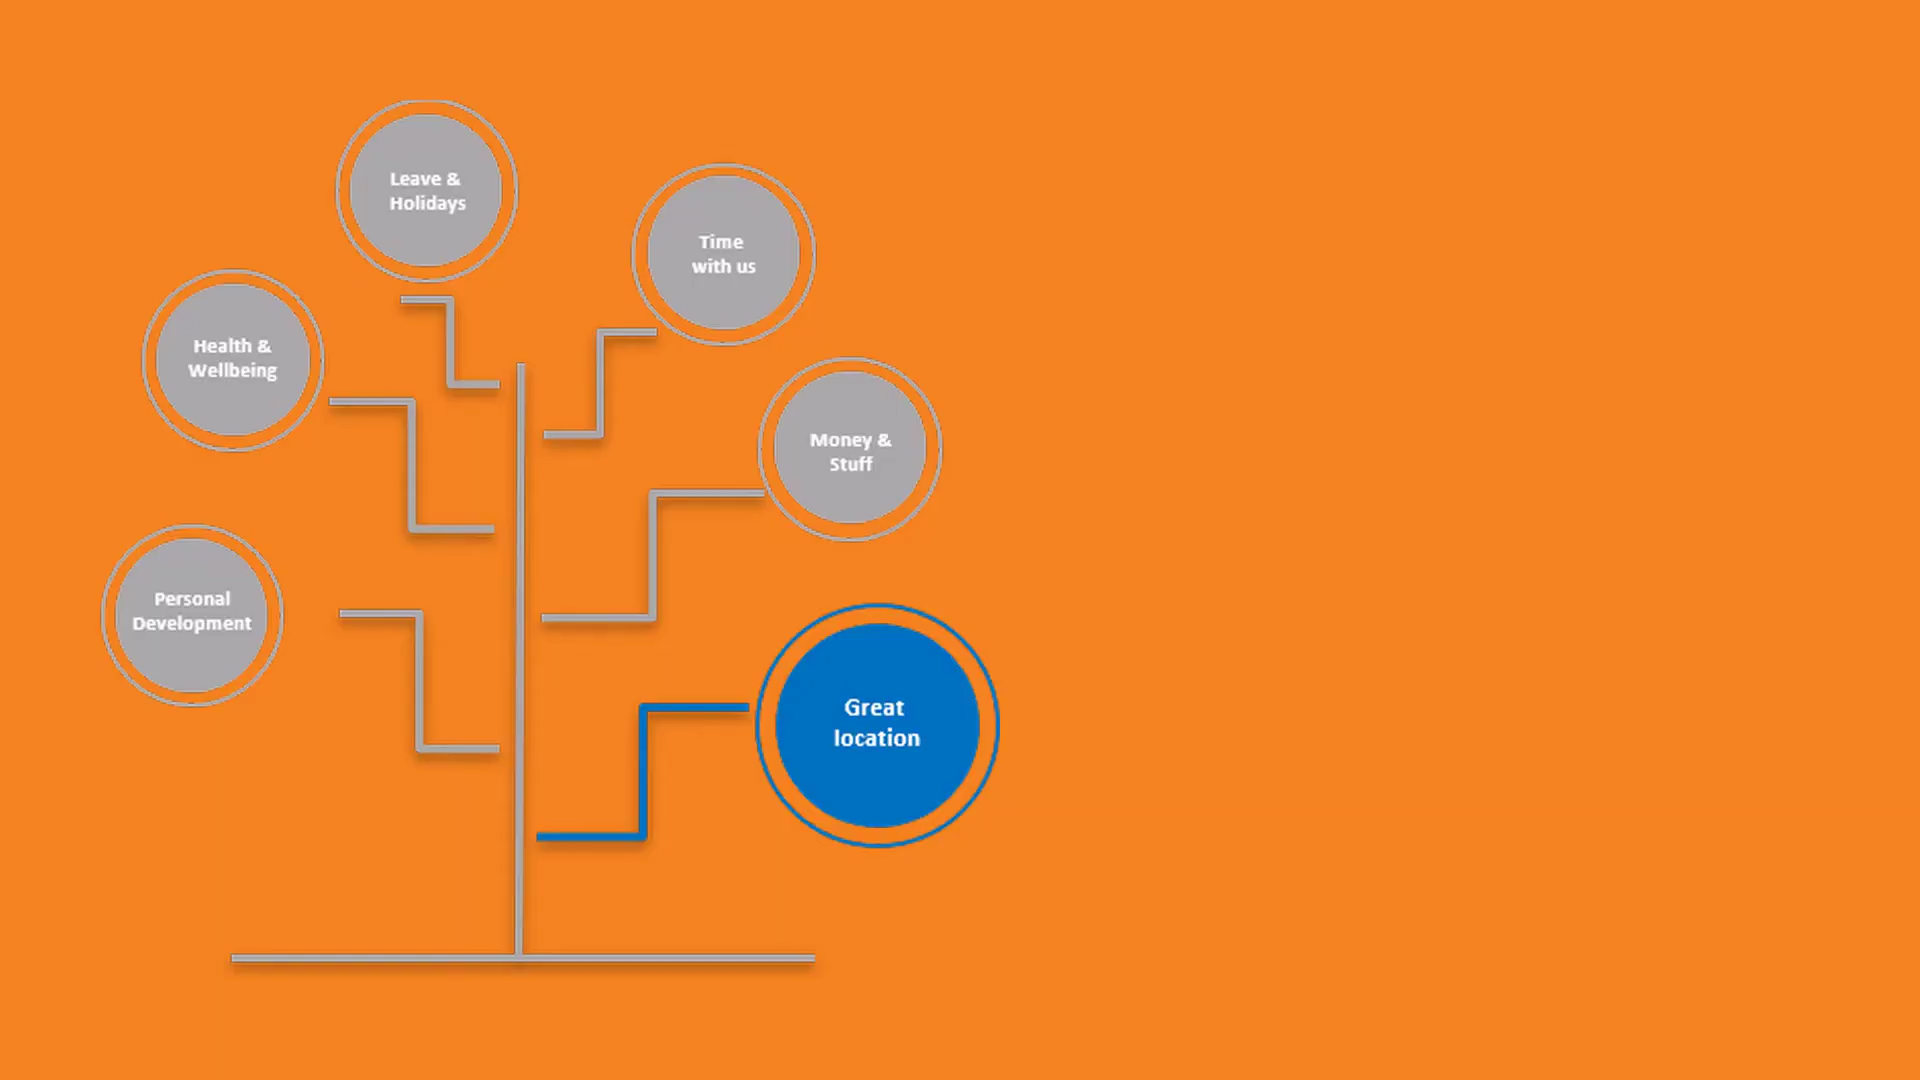 Leave &
Holidays
Time
with us
Health &
Wellbeing
Money &
Stuff
Personal
Development
Great
location